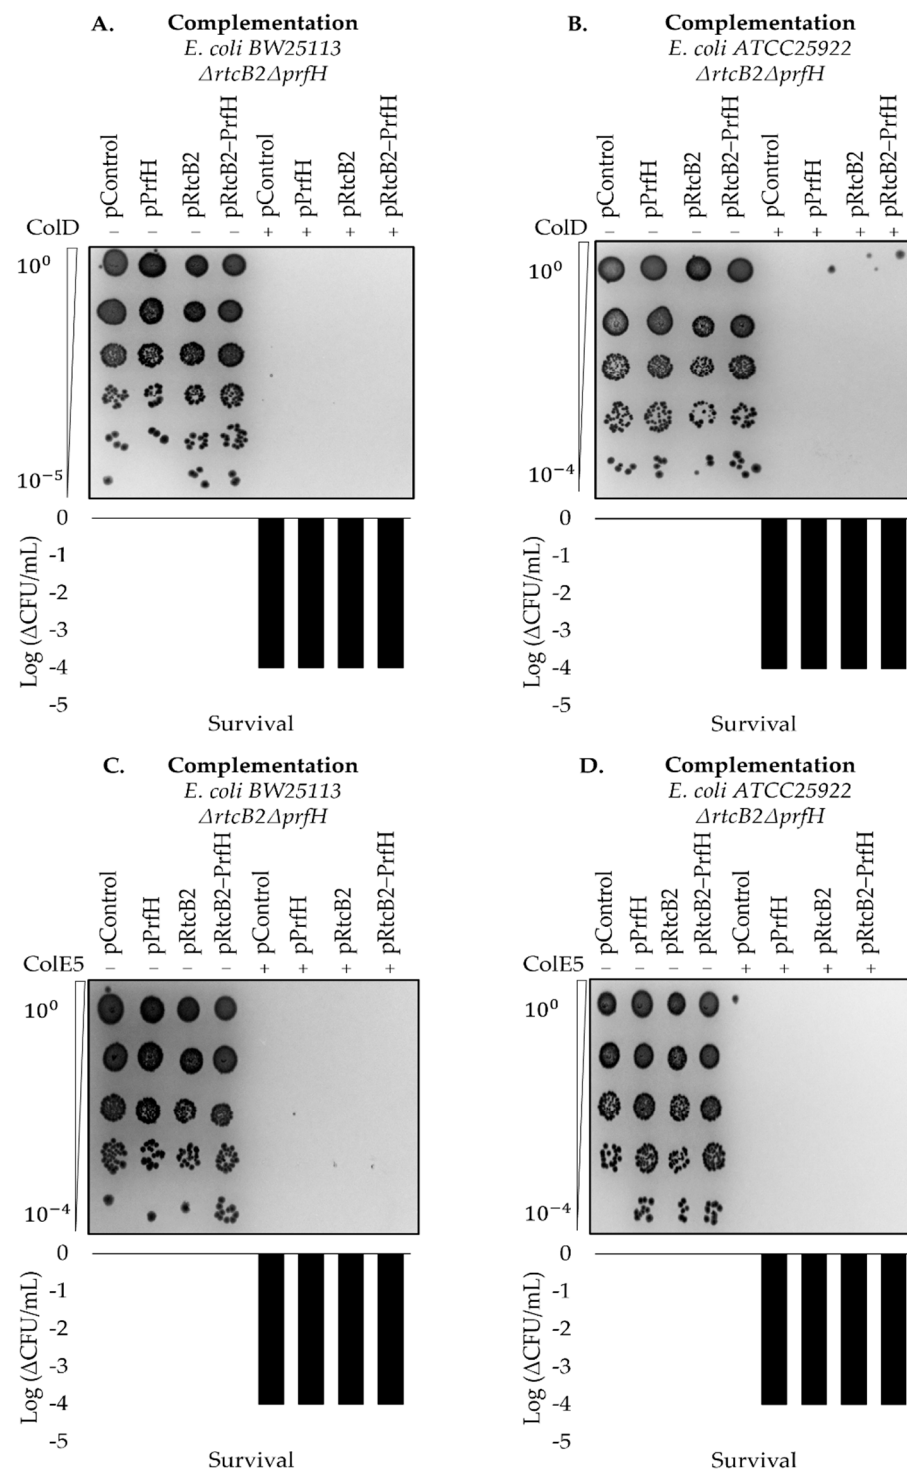 A. Complementation
E. coli BW25113
ΔrtcB2ΔprfH
pControl
pPrfH
pRtcB2
pRtcB2–PrfH
pControl
pPrfH
pRtcB2
pRtcB2–PrfH
ColD – – – – + + + +
10⁰
10⁻⁵
0
-1
-2
-3
-4
-5
Log (ΔCFU/mL)
Survival
B. Complementation
E. coli ATCC25922
ΔrtcB2ΔprfH
pControl
pPrfH
pRtcB2
pRtcB2–PrfH
pControl
pPrfH
pRtcB2
pRtcB2–PrfH
ColD – – – – + + + +
10⁰
10⁻⁴
0
-1
-2
-3
-4
-5
Log (ΔCFU/mL)
Survival
C. Complementation
E. coli BW25113
ΔrtcB2ΔprfH
pControl
pPrfH
pRtcB2
pRtcB2–PrfH
pControl
pPrfH
pRtcB2
pRtcB2–PrfH
ColE5 – – – – + + + +
10⁰
10⁻⁴
0
-1
-2
-3
-4
-5
Log (ΔCFU/mL)
Survival
D. Complementation
E. coli ATCC25922
ΔrtcB2ΔprfH
pControl
pPrfH
pRtcB2
pRtcB2–PrfH
pControl
pPrfH
pRtcB2
pRtcB2–PrfH
ColE5 – – – – + + + +
10⁰
10⁻⁴
0
-1
-2
-3
-4
-5
Log (ΔCFU/mL)
Survival